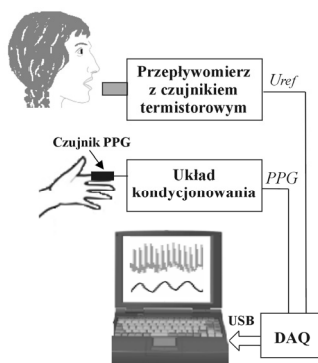 Przepływomierz
z czujnikiem
termistorowym
Uref
Czujnik PPG
Układ
kondycjonowania
PPG
USB
DAQ